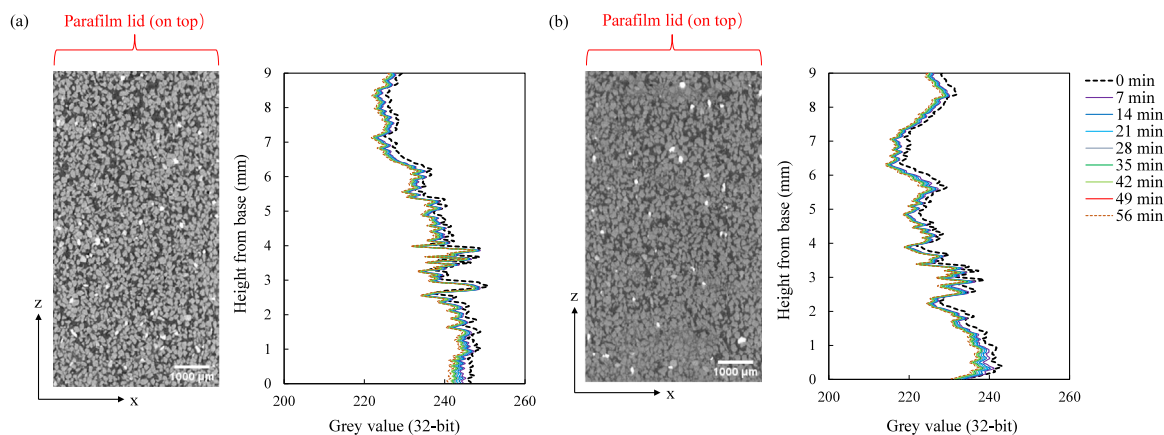 (a)
Parafilm lid (on top)
z
x
1000 µm
Height from base (mm)
9
8
7
6
5
4
3
2
1
0
200
220
240
260
Grey value (32-bit)
(b)
Parafilm lid (on top)
z
x
1000 µm
Height from base (mm)
9
8
7
6
5
4
3
2
1
0
200
220
240
260
Grey value (32-bit)
0 min
7 min
14 min
21 min
28 min
35 min
42 min
49 min
56 min